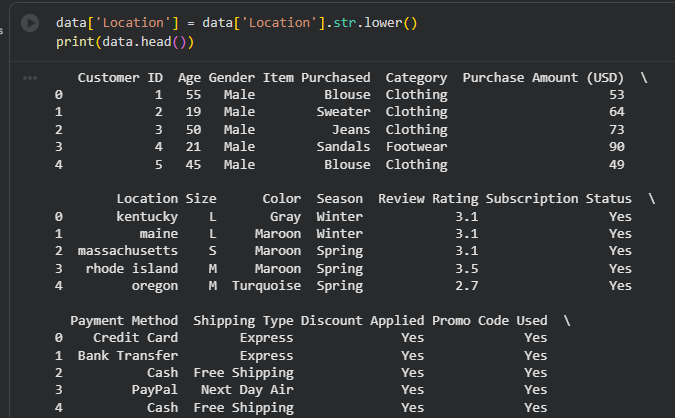 data['Location'] = data['Location'].str.lower()
print(data.head())
Customer ID Age Gender Item Purchased Category Purchase Amount (USD) \
0 1 55 Male Blouse Clothing 53
1 2 19 Male Sweater Clothing 64
2 3 50 Male Jeans Clothing 73
3 4 21 Male Sandals Footwear 90
4 5 45 Male Blouse Clothing 49
Location Size Color Season Review Rating Subscription Status \
0 kentucky L Gray Winter 3.1 Yes
1 maine L Maroon Winter 3.1 Yes
2 massachusetts S Maroon Spring 3.1 Yes
3 rhode island M Maroon Spring 3.5 Yes
4 oregon M Turquoise Spring 2.7 Yes
Payment Method Shipping Type Discount Applied Promo Code Used \
0 Credit Card Express Yes Yes
1 Bank Transfer Express Yes Yes
2 Cash Free Shipping Yes Yes
3 PayPal Next Day Air Yes Yes
4 Cash Free Shipping Yes Yes